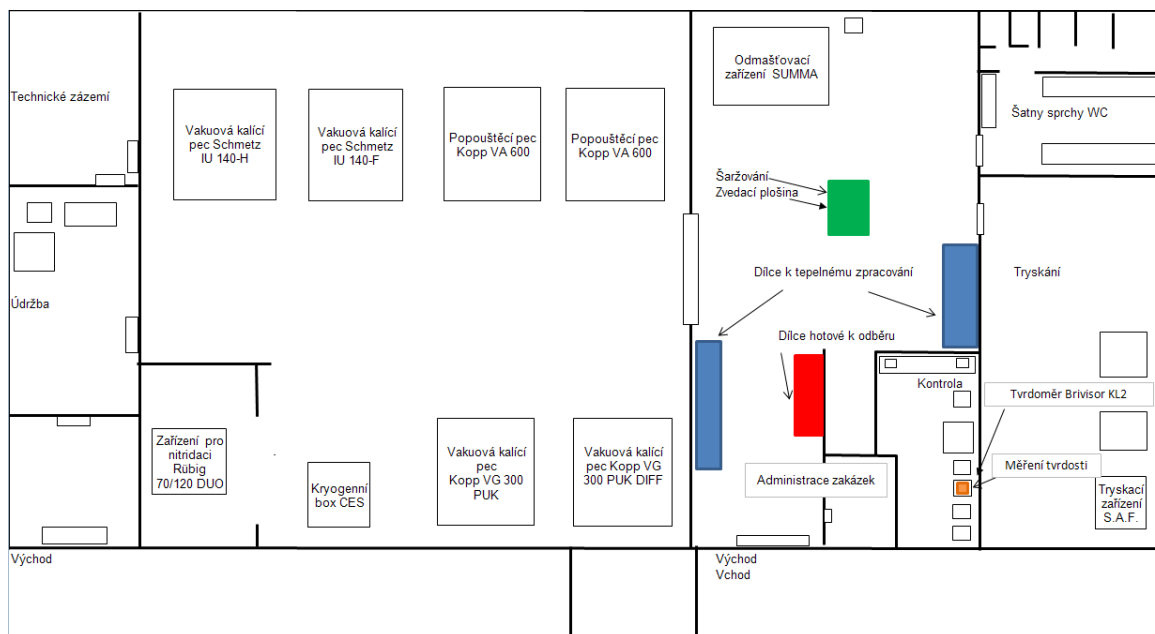 Technické zázemí
Údržba
Východ
Vakuová kalící
pec Schmetz
IU 140-H
Vakuová kalící
pec Schmetz
IU 140-F
Popouštěcí pec
Kopp VA 600
Popouštěcí pec
Kopp VA 600
Zařízení pro
nitridaci
Rübig
70/120 DUO
Kryogenní
box CES
Vakuová kalící
pec
Kopp VG 300
PUK
Vakuová kalící
pec Kopp VG
300 PUK DIFF
Odmašťovací
zařízení SUMMA
Šaržování
Zvedací plošina
Dílce k tepelnému zpracování
Dílce hotové k odběru
Administrace zakázek
Východ
Vchod
Kontrola
Šatny sprchy WC
Tryskání
Tvrdoměr Brivisor KL2
Měření tvrdosti
Tryskací
zařízení
S.A.F.